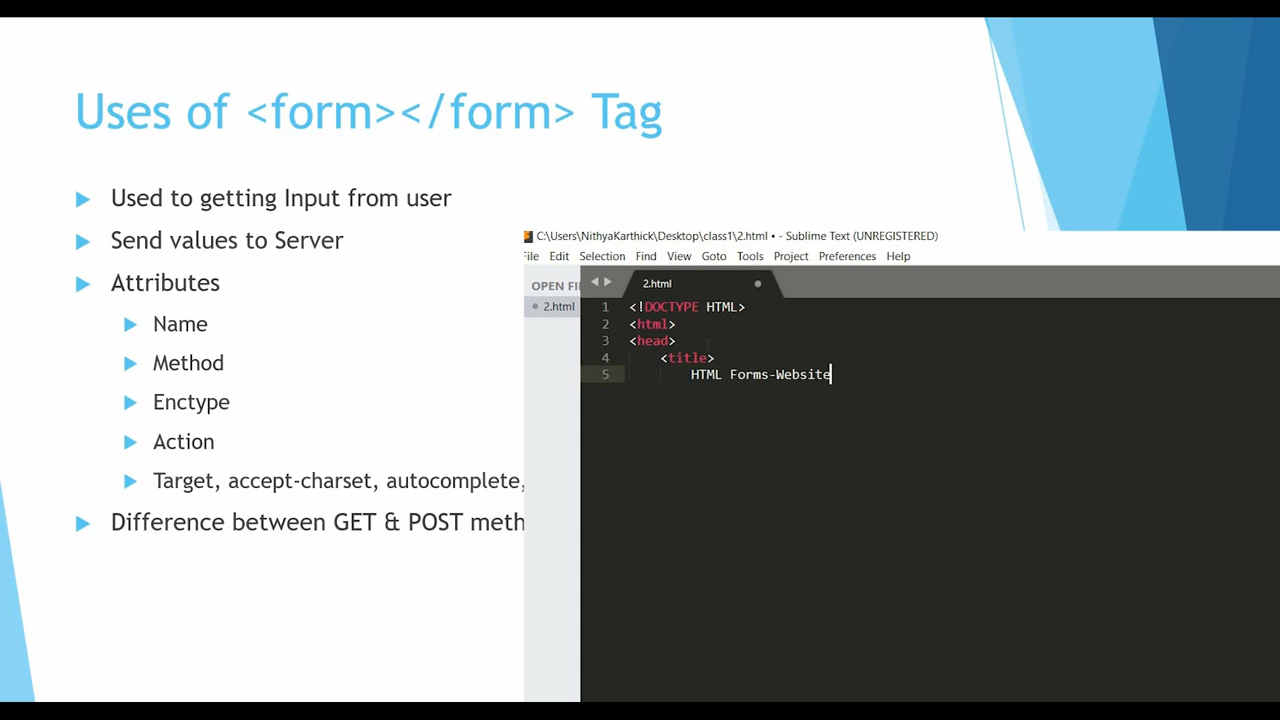 Uses of <form></form> Tag
Used to getting Input from user
Send values to Server
Attributes
Name
Method
Enctype
Action
Target, accept-charset, autocomplete,
Difference between GET & POST meth
C:\Users\NithyaKarthick\Desktop\class1\2.html • - Sublime Text (UNREGISTERED)
File Edit Selection Find View Goto Tools Project Preferences Help
OPEN FI
2.html
2.html
1 <!DOCTYPE HTML>
2 <html>
3 <head>
4 <title>
5 HTML Forms-Website